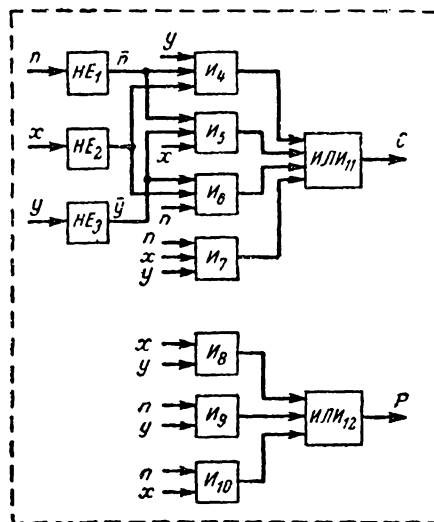 y
n НЕ₁ n̄ И₄
x НЕ₂ И₅
x
y НЕ₃ ȳ И₆
n
ИЛИ₁₁ C
n
x И₇
y
x
y И₈
n
y И₉ ИЛИ₁₂ P
n
x И₁₀